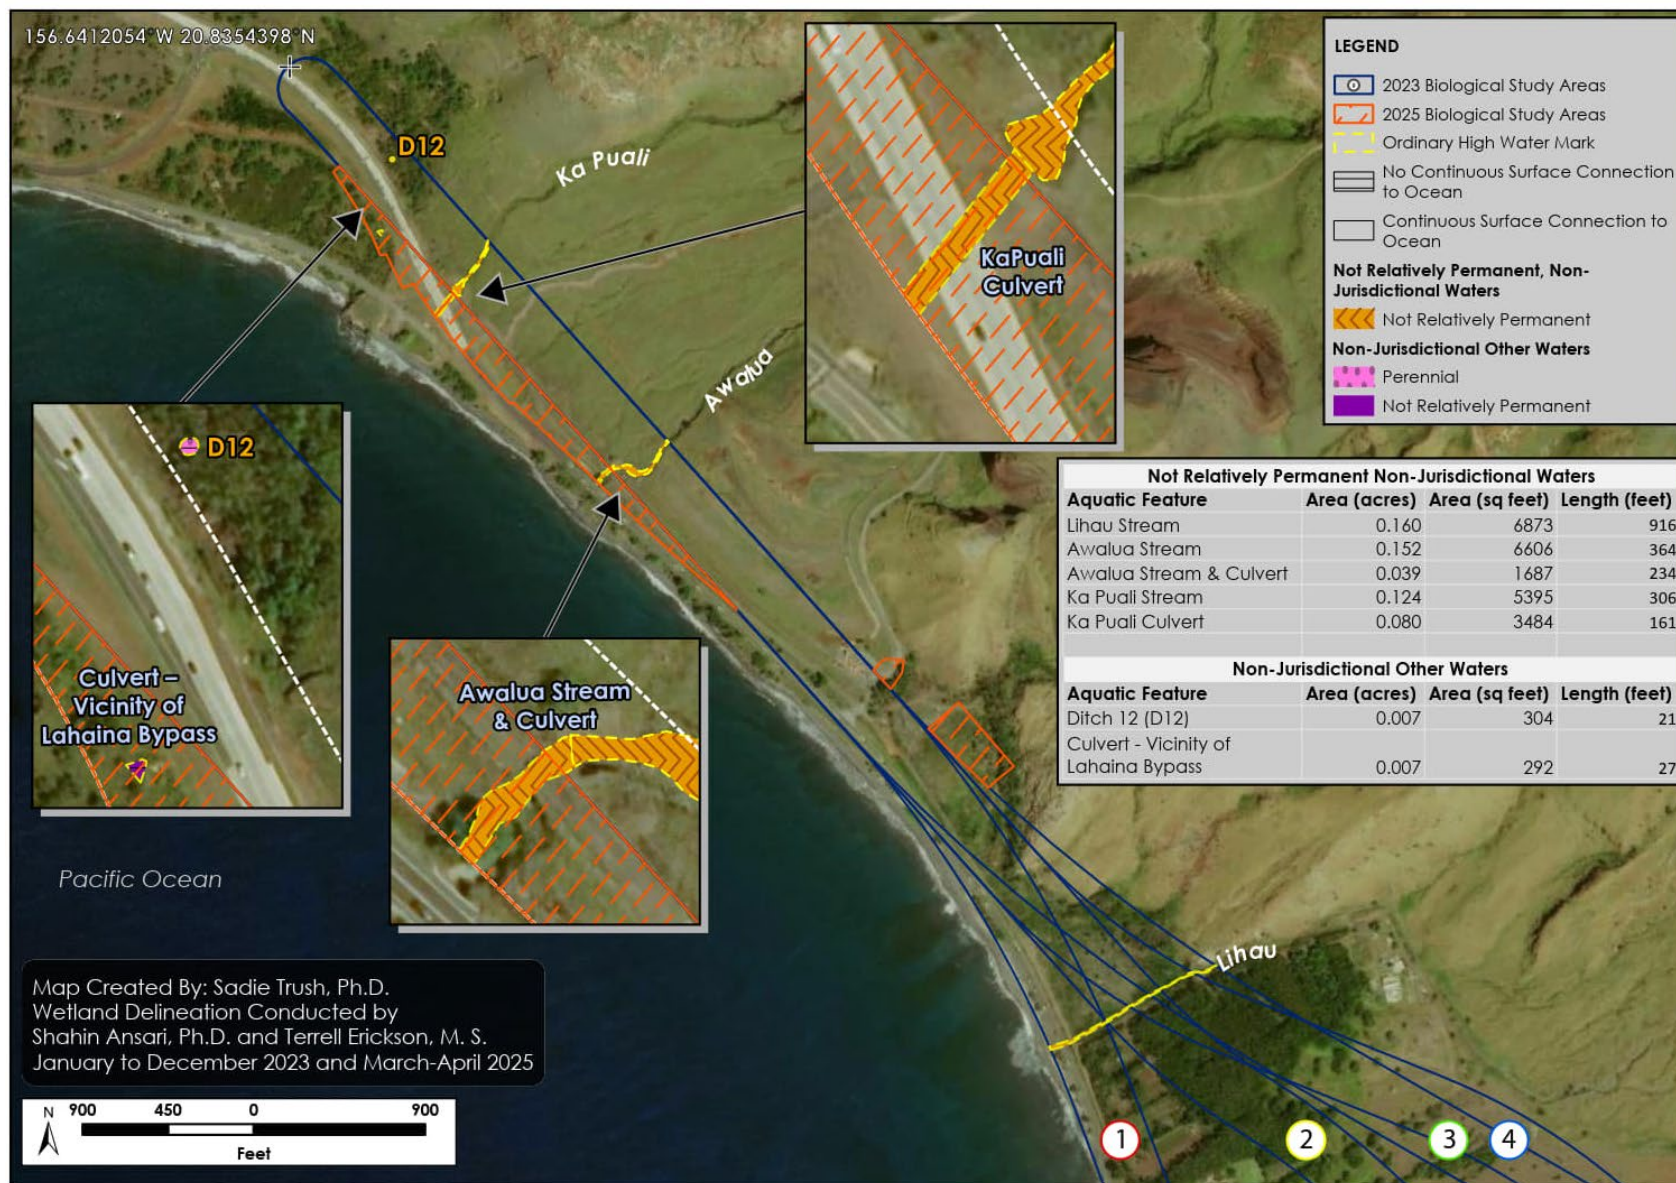 156.6412054°W 20.8354398°N
D12
Ka Puali
Awalua
Lihau
KaPuali
Culvert
D12
Culvert –
Vicinity of
Lahaina Bypass
Awalua Stream
& Culvert
Pacific Ocean
LEGEND
2023 Biological Study Areas
2025 Biological Study Areas
Ordinary High Water Mark
No Continuous Surface Connection
to Ocean
Continuous Surface Connection to
Ocean
Not Relatively Permanent, Non-
Jurisdictional Waters
Not Relatively Permanent
Non-Jurisdictional Other Waters
Perennial
Not Relatively Permanent
Not Relatively Permanent Non-Jurisdictional Waters
Aquatic Feature Area (acres) Area (sq feet) Length (feet)
Lihau Stream 0.160 6873 916
Awalua Stream 0.152 6606 364
Awalua Stream & Culvert 0.039 1687 234
Ka Puali Stream 0.124 5395 306
Ka Puali Culvert 0.080 3484 161
Non-Jurisdictional Other Waters
Aquatic Feature Area (acres) Area (sq feet) Length (feet)
Ditch 12 (D12) 0.007 304 21
Culvert - Vicinity of
Lahaina Bypass 0.007 292 27
Map Created By: Sadie Trush, Ph.D.
Wetland Delineation Conducted by
Shahin Ansari, Ph.D. and Terrell Erickson, M. S.
January to December 2023 and March-April 2025
N 900 450 0 900
Feet
1 2 3 4